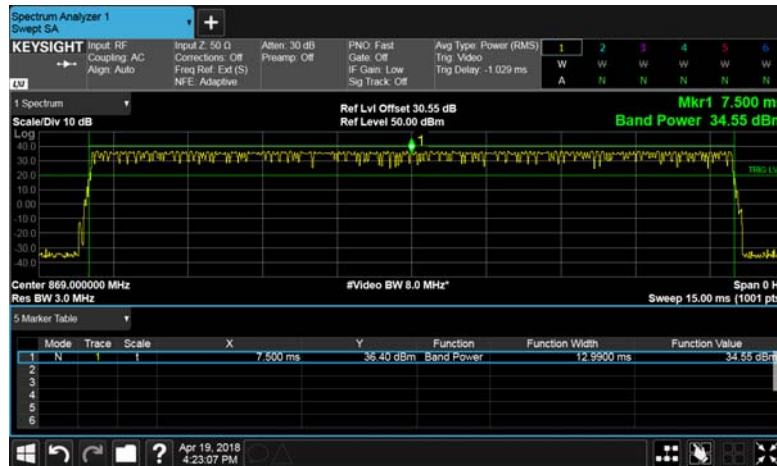 Spectrum Analyzer 1
Swept SA
+
KEYSIGHT
Input: RF
Coupling: AC
Align: Auto
Input Z: 50 Ω
Corrections: Off
Freq Ref: Ext (S)
NFE: Adaptive
Atten: 30 dB
Preamp: Off
PNO: Fast
Gate: Off
IF Gain: Low
Sig Track: Off
Avg Type: Power (RMS)
Trig: Video
Trig Delay: -1.029 ms
1 2 3 4 5 6
W W W W W W
A N N N N N
LXI
1 Spectrum
Scale/Div 10 dB
Ref Lvl Offset 30.55 dB
Ref Level 50.00 dBm
Mkr1 7.500 m
Band Power 34.55 dBm
Log
40.0
30.0
20.0
10.0
0.00
-10.0
-20.0
-30.0
-40.0
1
TRIG LV
Center 869.000000 MHz
Res BW 3.0 MHz
#Video BW 8.0 MHz*
Span 0 H
Sweep 15.00 ms (1001 pts
5 Marker Table
Mode Trace Scale X Y Function Function Width Function Value
1 N 1 t 7.500 ms 36.40 dBm Band Power 12.9900 ms 34.55 dBm
2
3
4
5
6
?
Apr 19, 2018
4:23:07 PM